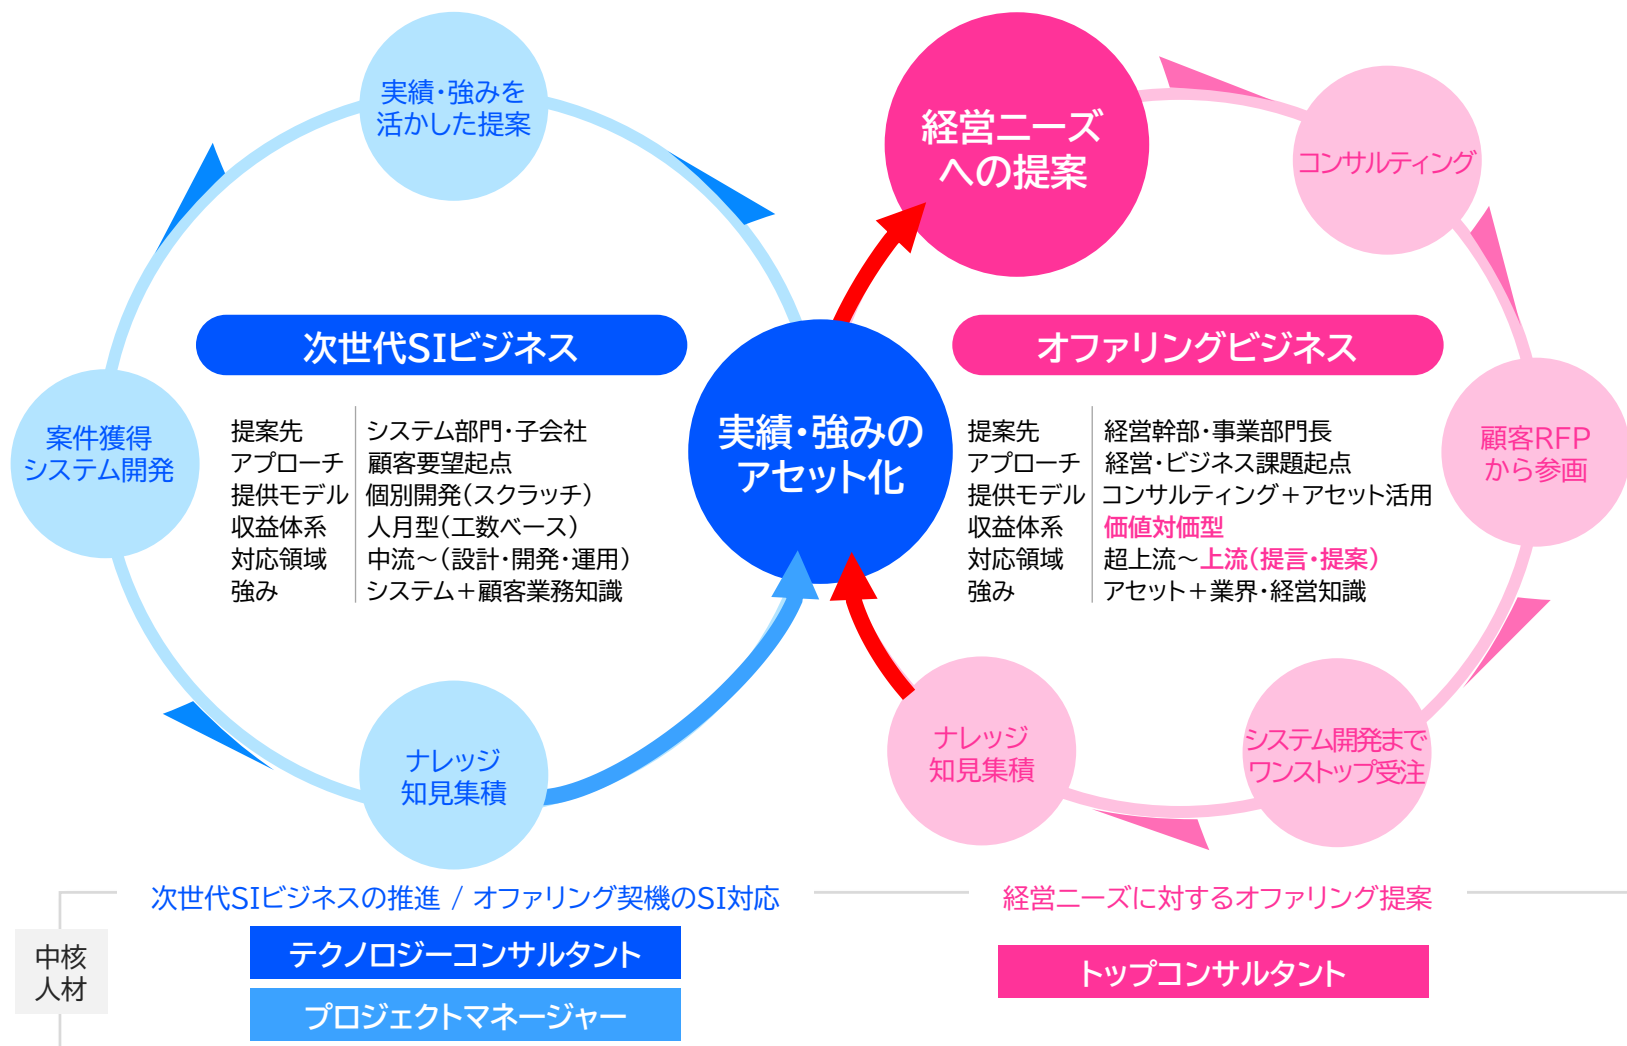 実績・強みを
活かした提案
経営ニーズ
への提案
コンサルティング
次世代SIビジネス
オファリングビジネス
案件獲得
システム開発
実績・強みの
アセット化
顧客RFP
から参画
提案先 システム部門・子会社
アプローチ 顧客要望起点
提供モデル 個別開発（スクラッチ）
収益体系 人月型（工数ベース）
対応領域 中流～（設計・開発・運用）
強み システム＋顧客業務知識
提案先 経営幹部・事業部門長
アプローチ 経営・ビジネス課題起点
提供モデル コンサルティング＋アセット活用
収益体系 価値対価型
対応領域 超上流～上流（提言・提案）
強み アセット＋業界・経営知識
ナレッジ
知見集積
ナレッジ
知見集積
システム開発まで
ワンストップ受注
次世代SIビジネスの推進 / オファリング契機のSI対応
経営ニーズに対するオファリング提案
中核
人材
テクノロジーコンサルタント
プロジェクトマネージャー
トップコンサルタント